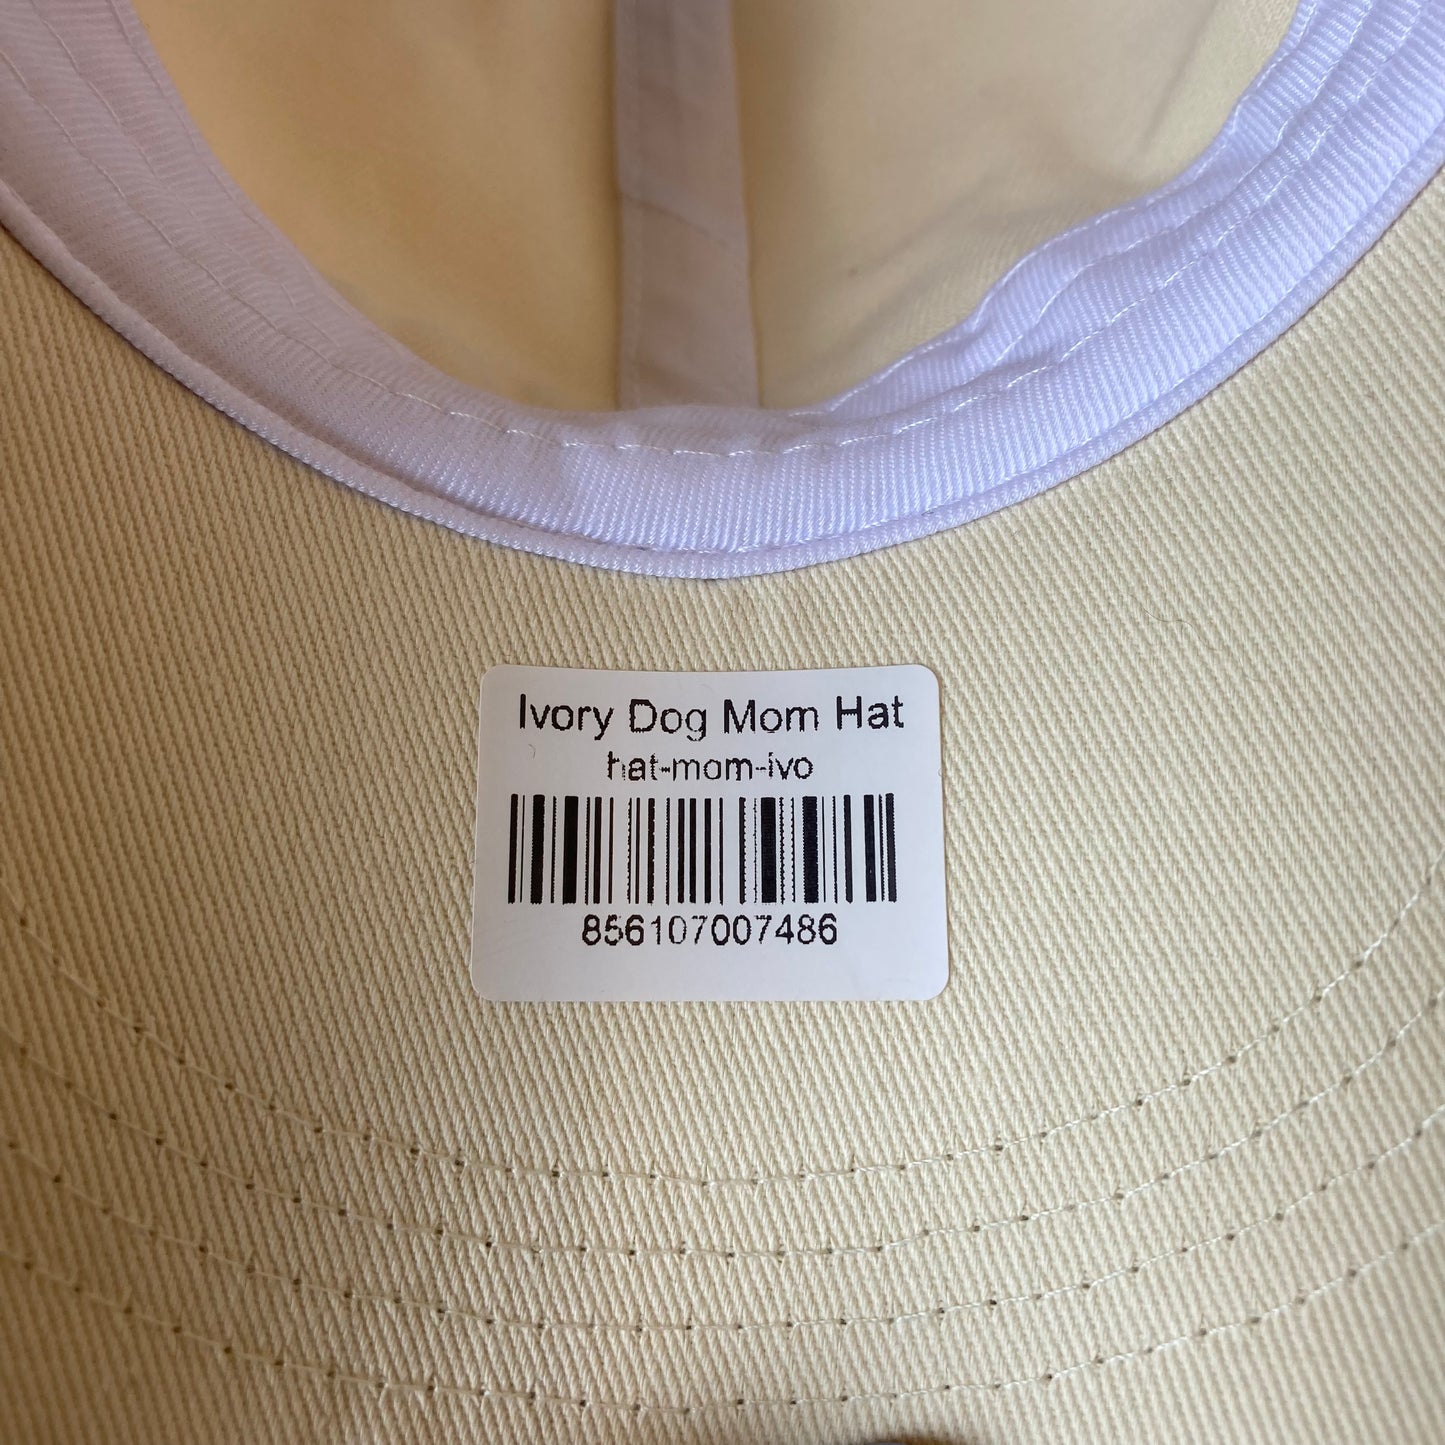 Ivory Dog Mom Hat
hat-mom-ivo
856107007486